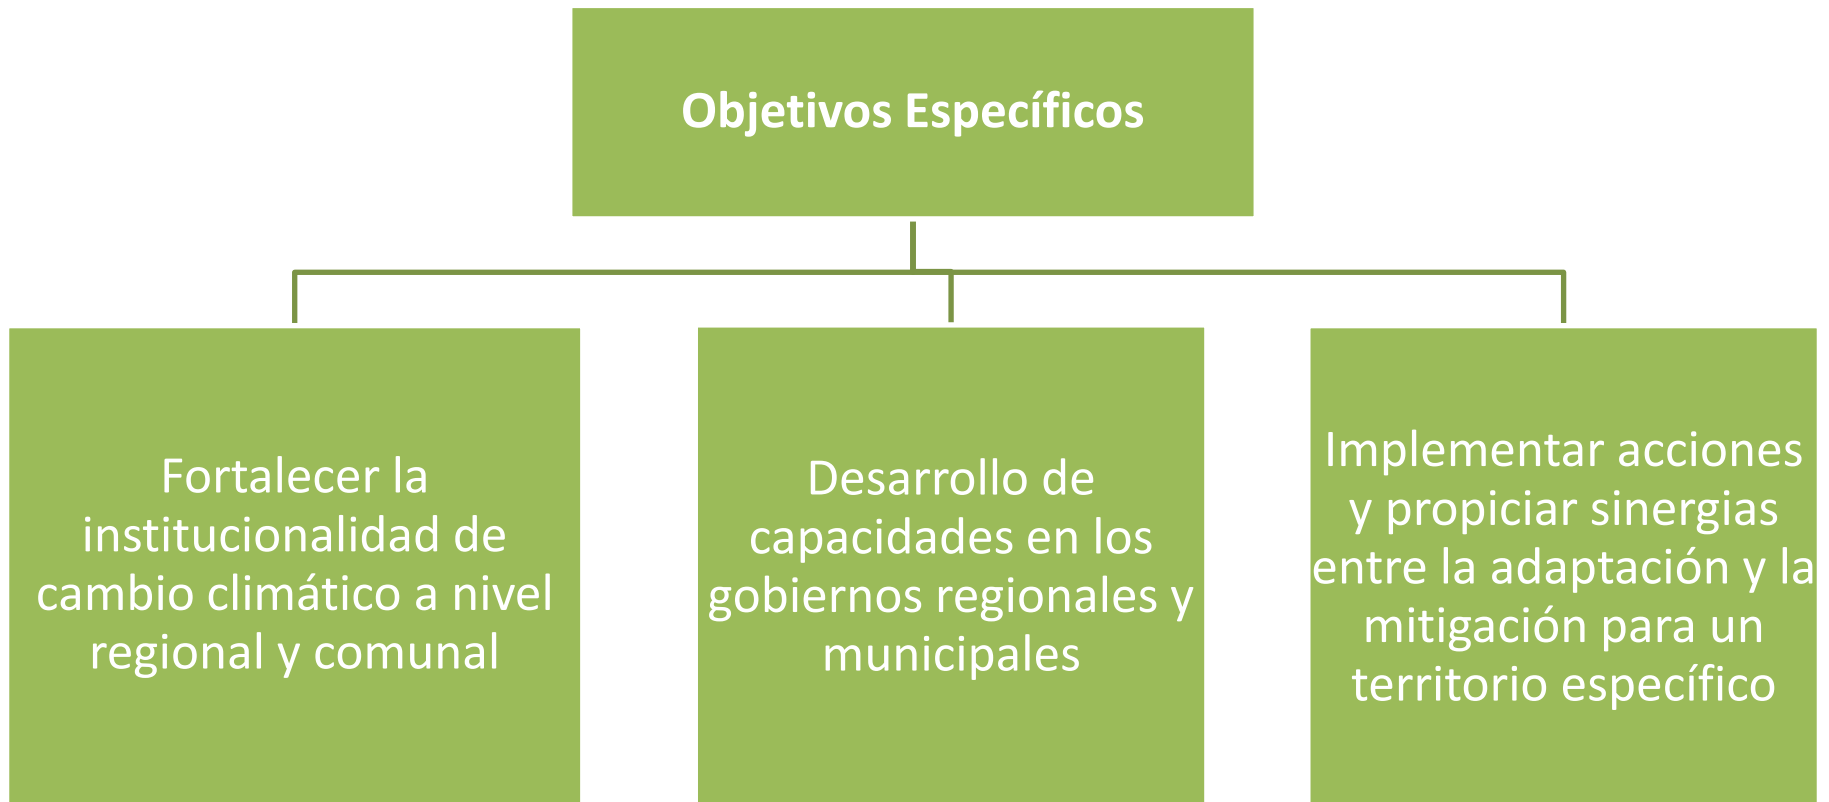 Objetivos Específicos
Fortalecer la
institucionalidad de
cambio climático a nivel
regional y comunal
Desarrollo de
capacidades en los
gobiernos regionales y
municipales
Implementar acciones
y propiciar sinergias
entre la adaptación y la
mitigación para un
territorio específico